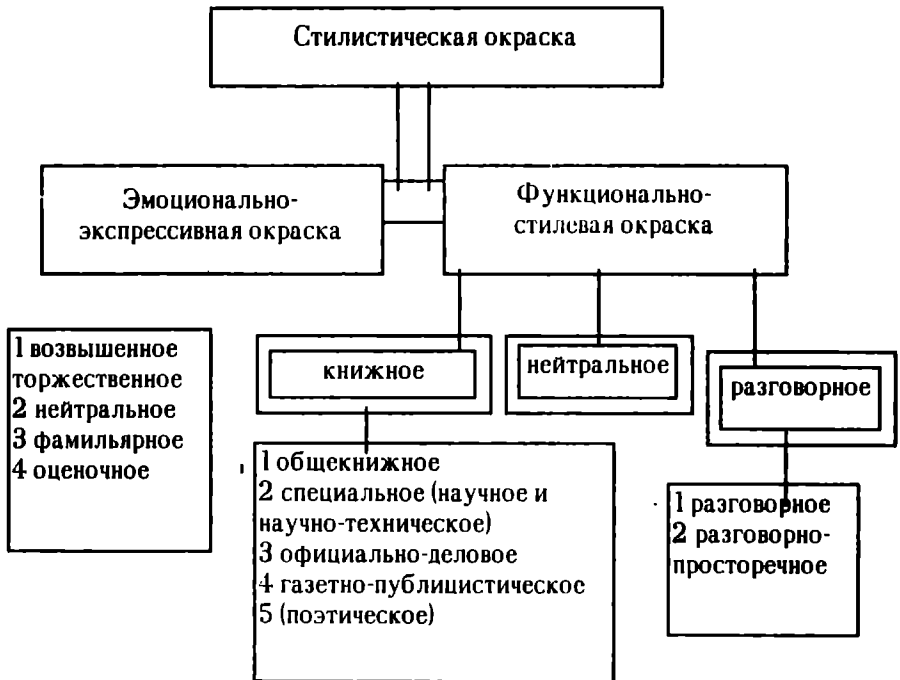 Стилистическая окраска
Эмоционально-
экспрессивная окраска
Функционально-
стилевая окраска
1 возвышенное
торжественное
2 нейтральное
3 фамильярное
4 оценочное
книжное
нейтральное
разговорное
1 общекнижное
2 специальное (научное и
научно-техническое)
3 официально-деловое
4 газетно-публицистическое
5 (поэтическое)
1 разговорное
2 разговорно-
просторечное